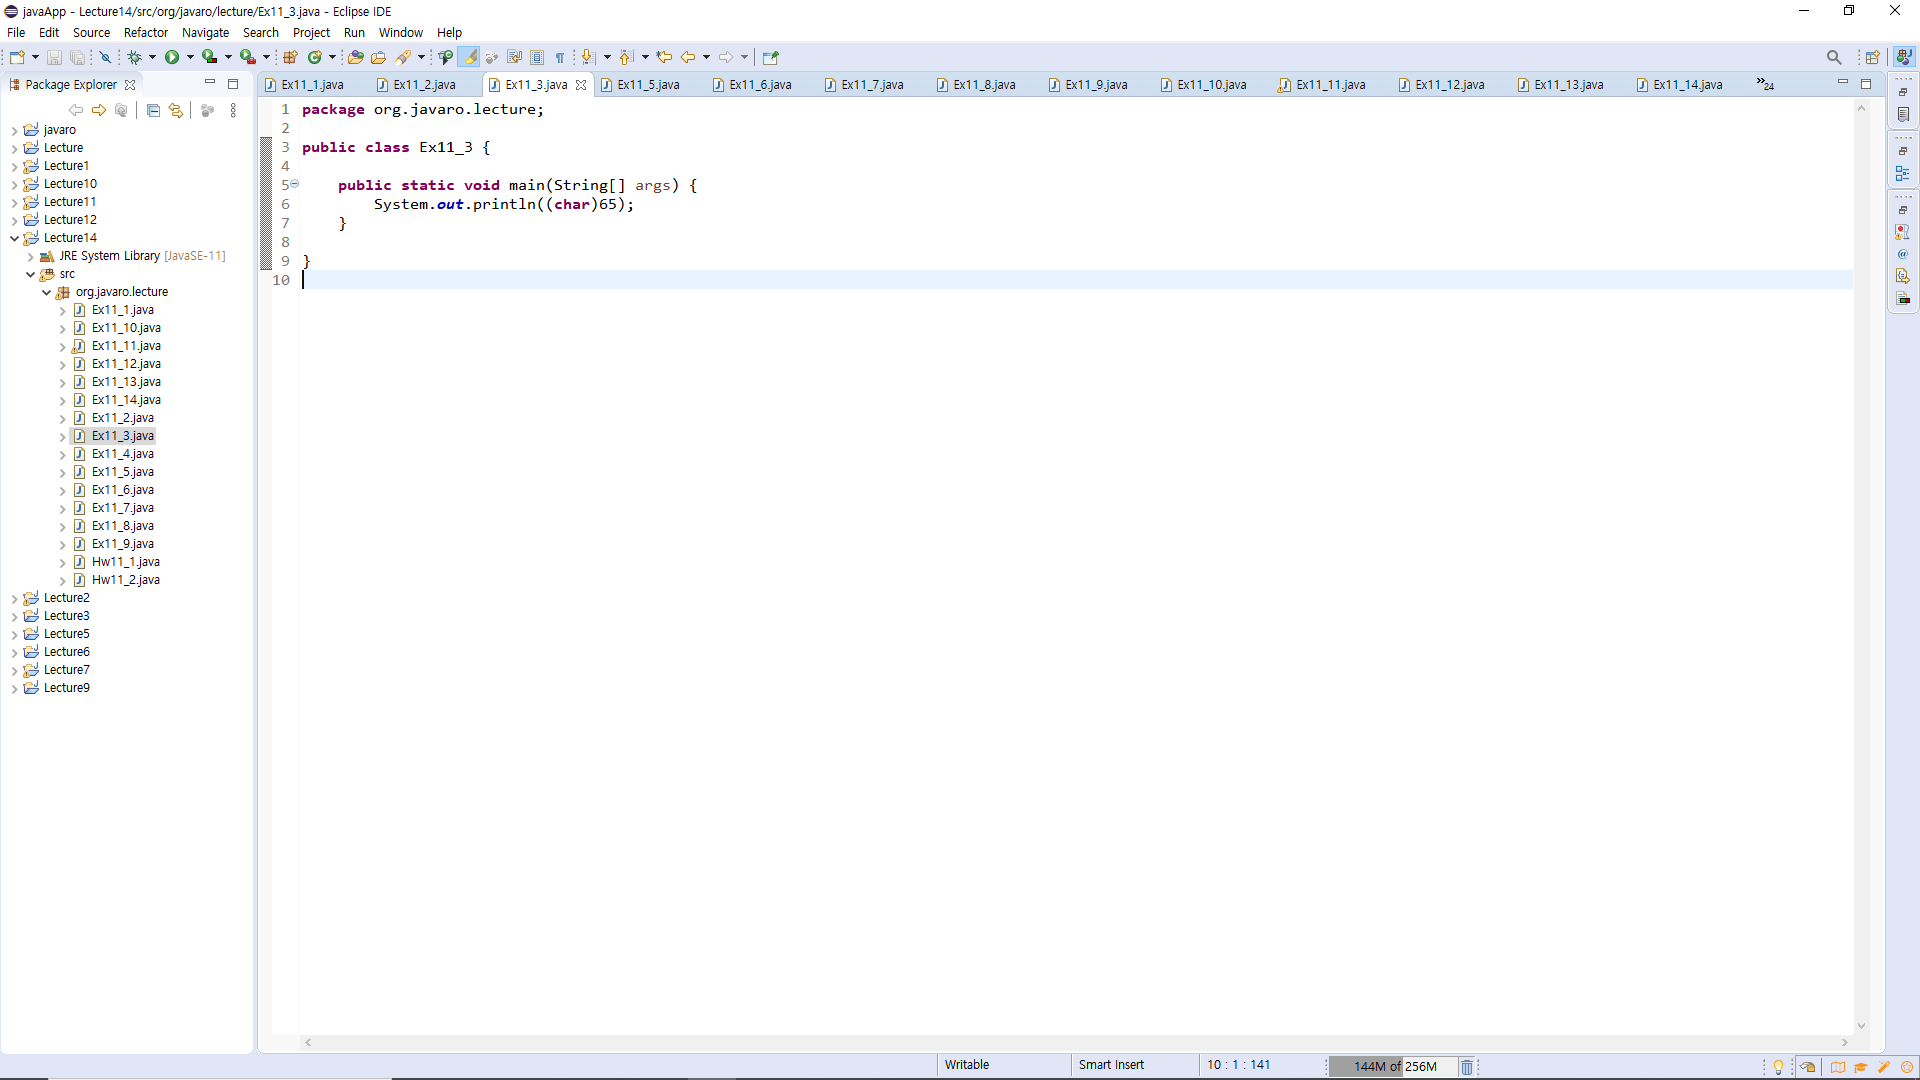 javaApp - Lecture14/src/org/javaro/lecture/Ex11_3.java - Eclipse IDE
File Edit Source Refactor Navigate Search Project Run Window Help
Package Explorer
javaro
Lecture
Lecture1
Lecture10
Lecture11
Lecture12
Lecture14
JRE System Library [JavaSE-11]
src
org.javaro.lecture
Ex11_1.java
Ex11_10.java
Ex11_11.java
Ex11_12.java
Ex11_13.java
Ex11_14.java
Ex11_2.java
Ex11_3.java
Ex11_4.java
Ex11_5.java
Ex11_6.java
Ex11_7.java
Ex11_8.java
Ex11_9.java
Hw11_1.java
Hw11_2.java
Lecture2
Lecture3
Lecture5
Lecture6
Lecture7
Lecture9
Ex11_1.java Ex11_2.java Ex11_3.java Ex11_5.java Ex11_6.java Ex11_7.java Ex11_8.java Ex11_9.java Ex11_10.java Ex11_11.java Ex11_12.java Ex11_13.java Ex11_14.java »24
1 package org.javaro.lecture;
2
3 public class Ex11_3 {
4
5 public static void main(String[] args) {
6 System.out.println((char)65);
7 }
8
9 }
10
Writable Smart Insert 10 : 1 : 141 144M of 256M